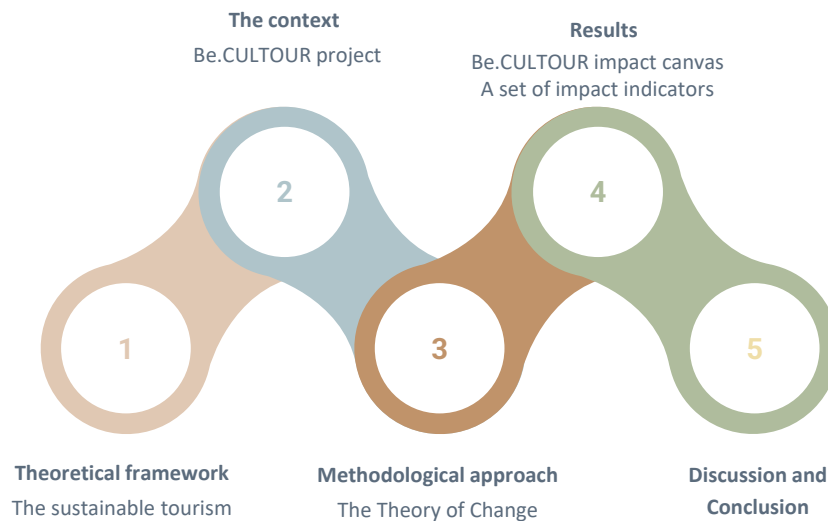 The context
Be.CULTOUR project
Results
Be.CULTOUR impact canvas
A set of impact indicators
2
4
1
3
5
Theoretical framework
The sustainable tourism
Methodological approach
The Theory of Change
Discussion and
Conclusion